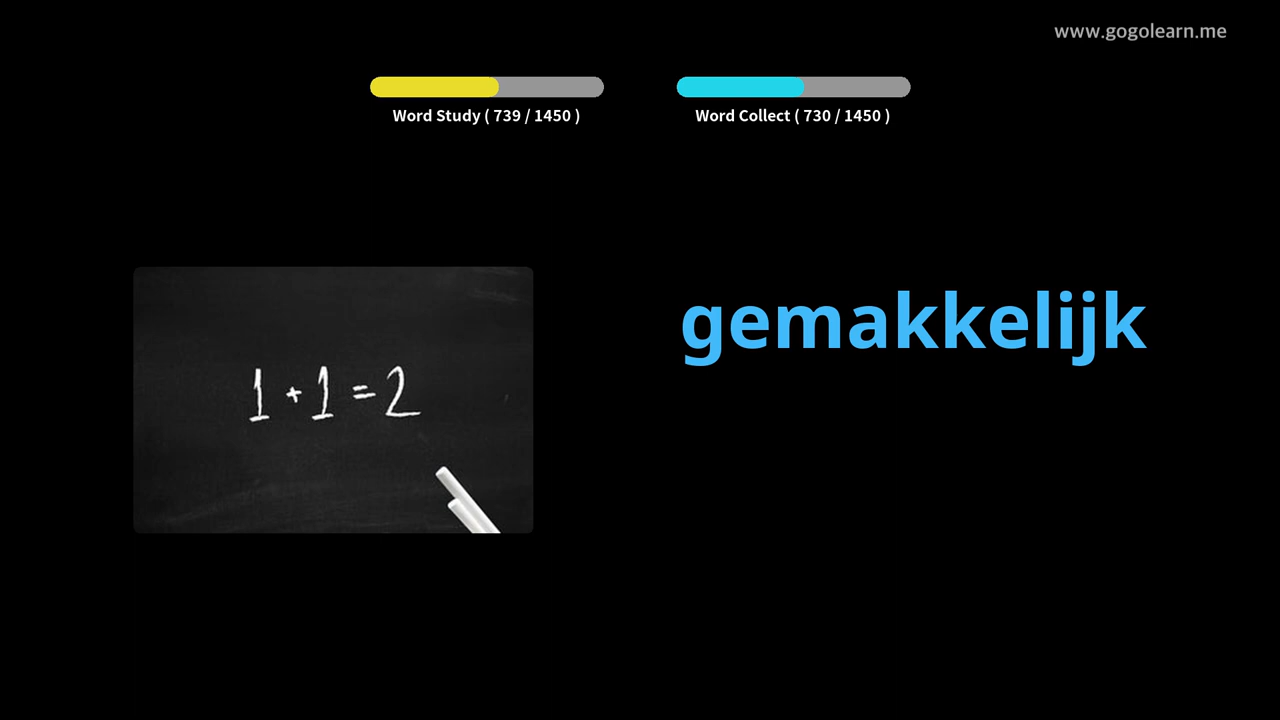 www.gogolearn.me
Word Study ( 739 / 1450 )
Word Collect ( 730 / 1450 )
gemakkelijk
1 + 1 = 2